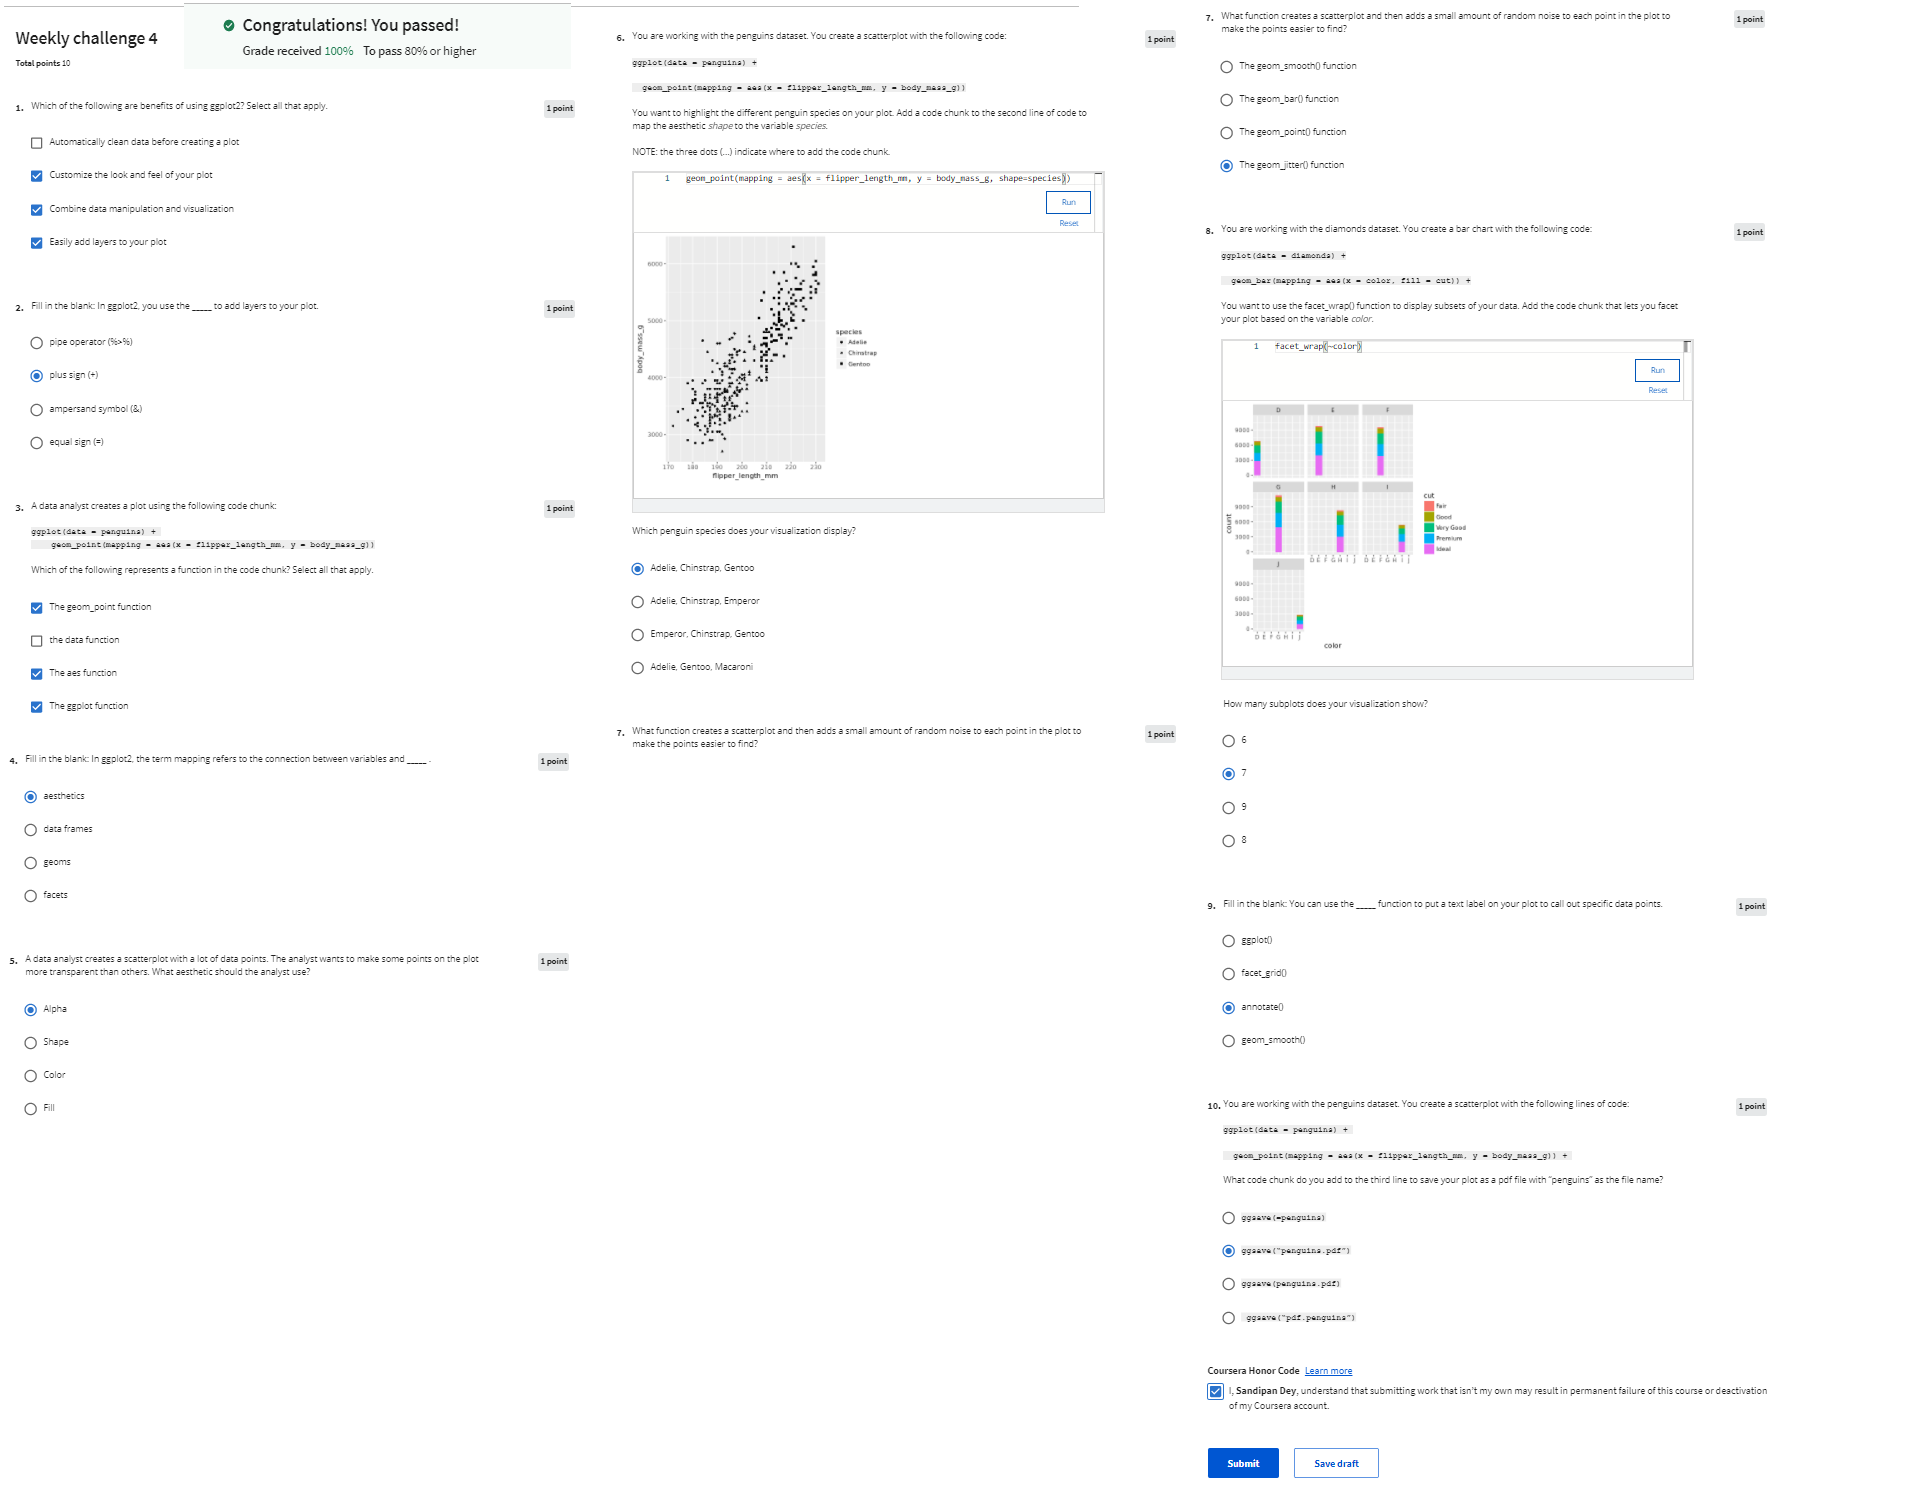 Weekly challenge 4
Total points 10
Congratulations! You passed!
Grade received 100% To pass 80% or higher
1. Which of the following are benefits of using ggplot2? Select all that apply.
1 point
Automatically clean data before creating a plot
Customize the look and feel of your plot
Combine data manipulation and visualization
Easily add layers to your plot
2. Fill in the blank: In ggplot2, you use the _____ to add layers to your plot.
1 point
pipe operator (%>%)
plus sign (+)
ampersand symbol (&)
equal sign (=)
3. A data analyst creates a plot using the following code chunk:
1 point
ggplot(data = penguins) +
geom_point(mapping = aes(x = flipper_length_mm, y = body_mass_g))
Which of the following represents a function in the code chunk? Select all that apply.
The geom_point function
the data function
The aes function
The ggplot function
4. Fill in the blank: In ggplot2, the term mapping refers to the connection between variables and _____ .
1 point
aesthetics
data frames
geoms
facets
5. A data analyst creates a scatterplot with a lot of data points. The analyst wants to make some points on the plot
more transparent than others. What aesthetic should the analyst use?
1 point
Alpha
Shape
Color
Fill
6. You are working with the penguins dataset. You create a scatterplot with the following code:
1 point
ggplot(data = penguins) +
geom_point(mapping = aes(x = flipper_length_mm, y = body_mass_g))
You want to highlight the different penguin species on your plot. Add a code chunk to the second line of code to
map the aesthetic shape to the variable species.
NOTE: the three dots (...) indicate where to add the code chunk.
1 geom_point(mapping = aes(x = flipper_length_mm, y = body_mass_g, shape=species))
Run
Reset
6000
5000
4000
3000
body_mass_g
170 180 190 200 210 220 230
flipper_length_mm
species
Adelie
Chinstrap
Gentoo
Which penguin species does your visualization display?
Adelie, Chinstrap, Gentoo
Adelie, Chinstrap, Emperor
Emperor, Chinstrap, Gentoo
Adelie, Gentoo, Macaroni
7. What function creates a scatterplot and then adds a small amount of random noise to each point in the plot to
make the points easier to find?
1 point
7. What function creates a scatterplot and then adds a small amount of random noise to each point in the plot to
make the points easier to find?
1 point
The geom_smooth() function
The geom_bar() function
The geom_point() function
The geom_jitter() function
8. You are working with the diamonds dataset. You create a bar chart with the following code:
1 point
ggplot(data = diamonds) +
geom_bar(mapping = aes(x = color, fill = cut)) +
You want to use the facet_wrap() function to display subsets of your data. Add the code chunk that lets you facet
your plot based on the variable color.
1 facet_wrap(~color)
Run
Reset
D E F
9000
6000
3000
0
G H I
9000
6000
3000
0
D E F G H I J D E F G H I J
J
9000
6000
3000
0
D E F G H I J
count
color
cut
Fair
Good
Very Good
Premium
Ideal
How many subplots does your visualization show?
6
7
9
8
9. Fill in the blank: You can use the _____ function to put a text label on your plot to call out specific data points.
1 point
ggplot()
facet_grid()
annotate()
geom_smooth()
10. You are working with the penguins dataset. You create a scatterplot with the following lines of code:
1 point
ggplot(data = penguins) +
geom_point(mapping = aes(x = flipper_length_mm, y = body_mass_g)) +
What code chunk do you add to the third line to save your plot as a pdf file with "penguins" as the file name?
ggsave(=penguins)
ggsave("penguins.pdf")
ggsave(penguins.pdf)
ggsave("pdf.penguins")
Coursera Honor Code Learn more
I, Sandipan Dey, understand that submitting work that isn't my own may result in permanent failure of this course or deactivation
of my Coursera account.
Submit
Save draft